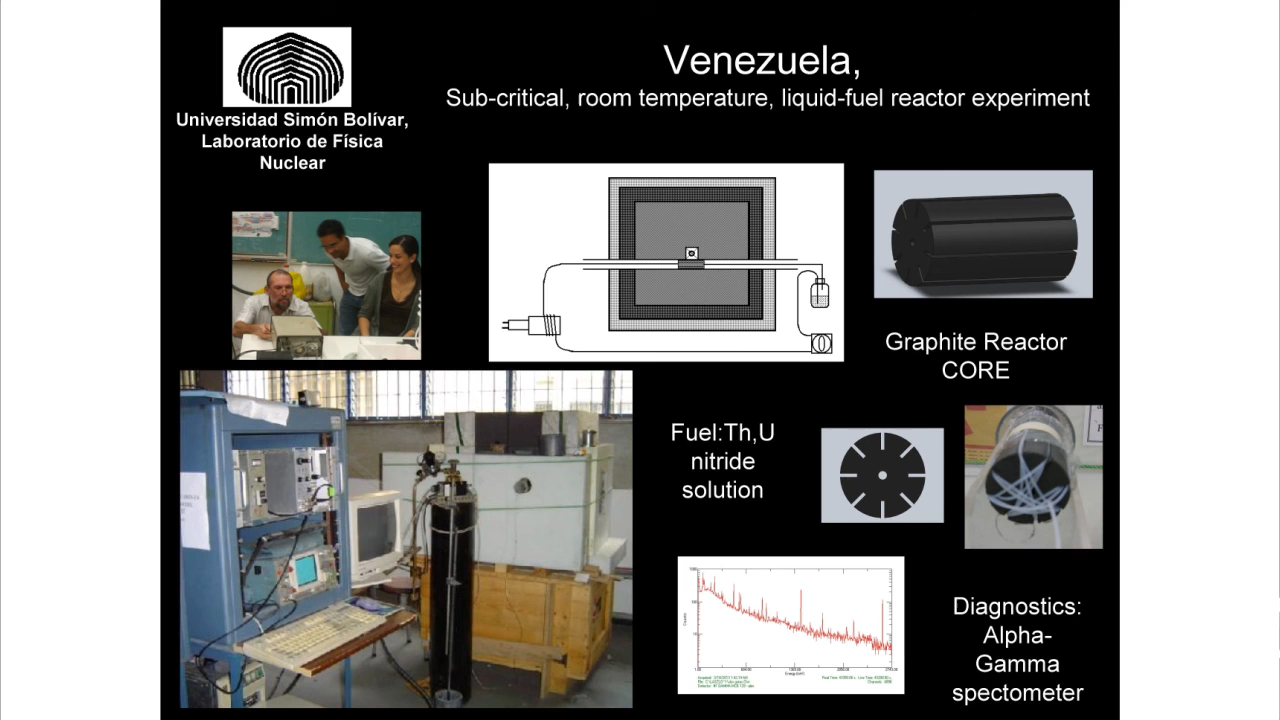 Universidad Simón Bolívar,
Laboratorio de Física
Nuclear
Venezuela,
Sub-critical, room temperature, liquid-fuel reactor experiment
Graphite Reactor
CORE
Fuel:Th,U
nitride
solution
Diagnostics:
Alpha-
Gamma
spectometer